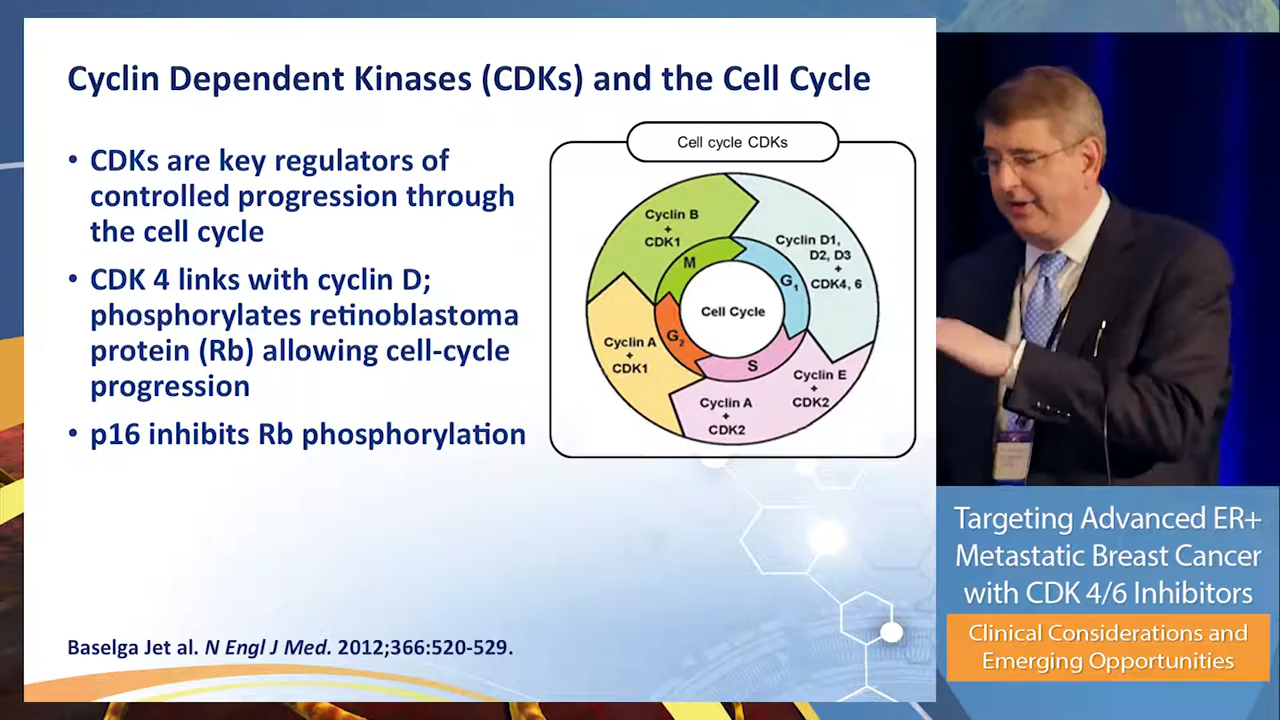 Cyclin Dependent Kinases (CDKs) and the Cell Cycle
• CDKs are key regulators of
controlled progression through
the cell cycle
• CDK 4 links with cyclin D;
phosphorylates retinoblastoma
protein (Rb) allowing cell-cycle
progression
• p16 inhibits Rb phosphorylation
Cell cycle CDKs
Cyclin B
+
CDK1
Cyclin D1,
D2, D3
+
CDK4, 6
M
G1
Cell Cycle
G2
S
Cyclin A
+
CDK1
Cyclin E
+
CDK2
Cyclin A
+
CDK2
Baselga Jet al. N Engl J Med. 2012;366:520-529.
Targeting Advanced ER+
Metastatic Breast Cancer
with CDK 4/6 Inhibitors
Clinical Considerations and
Emerging Opportunities